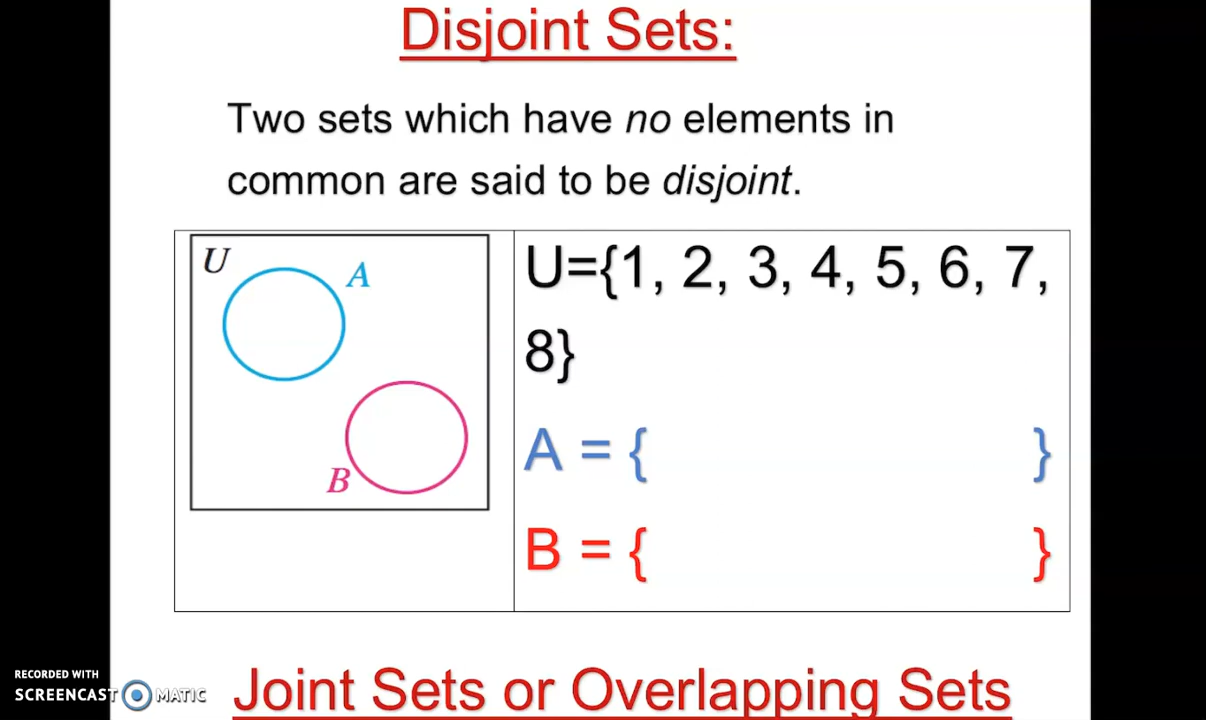 Disjoint Sets:
Two sets which have no elements in
common are said to be disjoint.
U
A
B
U={1, 2, 3, 4, 5, 6, 7,
8}
A = { }
B = { }
RECORDED WITH
SCREENCAST MATIC
Joint Sets or Overlapping Sets